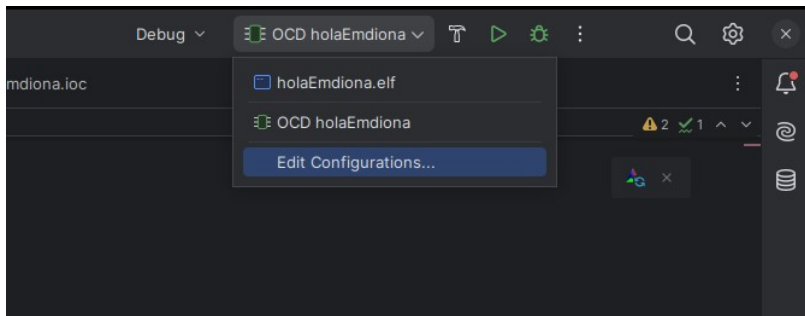 Debug OCD holaEmdiona
mdiona.ioc
holaEmdiona.elf
OCD holaEmdiona
2 1
Edit Configurations...